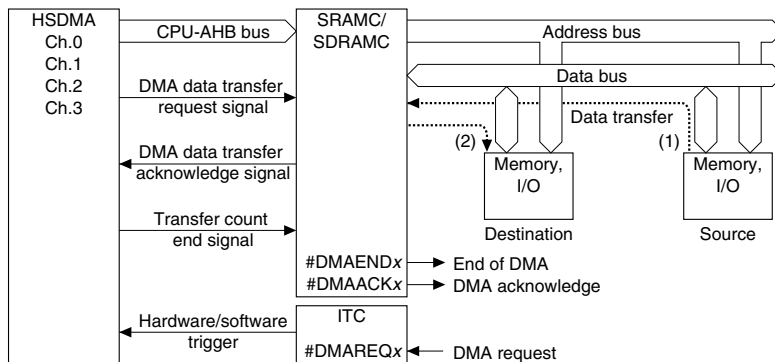 HSDMA
Ch.0
Ch.1
Ch.2
Ch.3
CPU-AHB bus
DMA data transfer
request signal
DMA data transfer
acknowledge signal
Transfer count
end signal
Hardware/software
trigger
SRAMC/
SDRAMC
#DMAENDx
#DMAACKx
ITC
#DMAREQx
Address bus
Data bus
Data transfer
(2)
(1)
Memory,
I/O
Destination
Memory,
I/O
Source
End of DMA
DMA acknowledge
DMA request